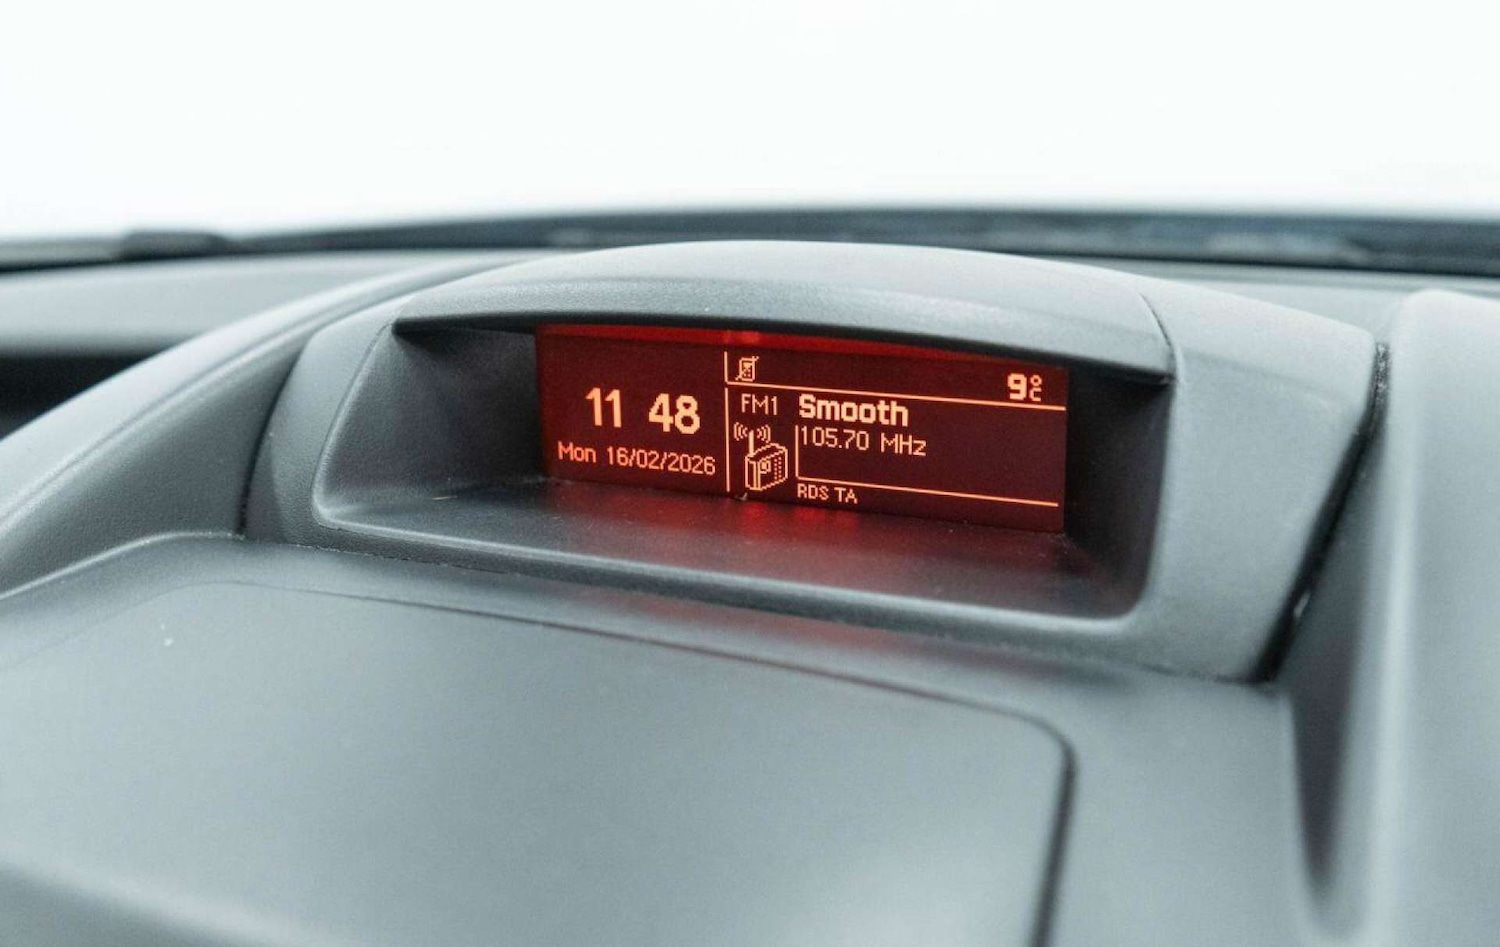 11 48
Mon 16/02/2026
9°C
FM1 Smooth
105.70 MHz
RDS TA